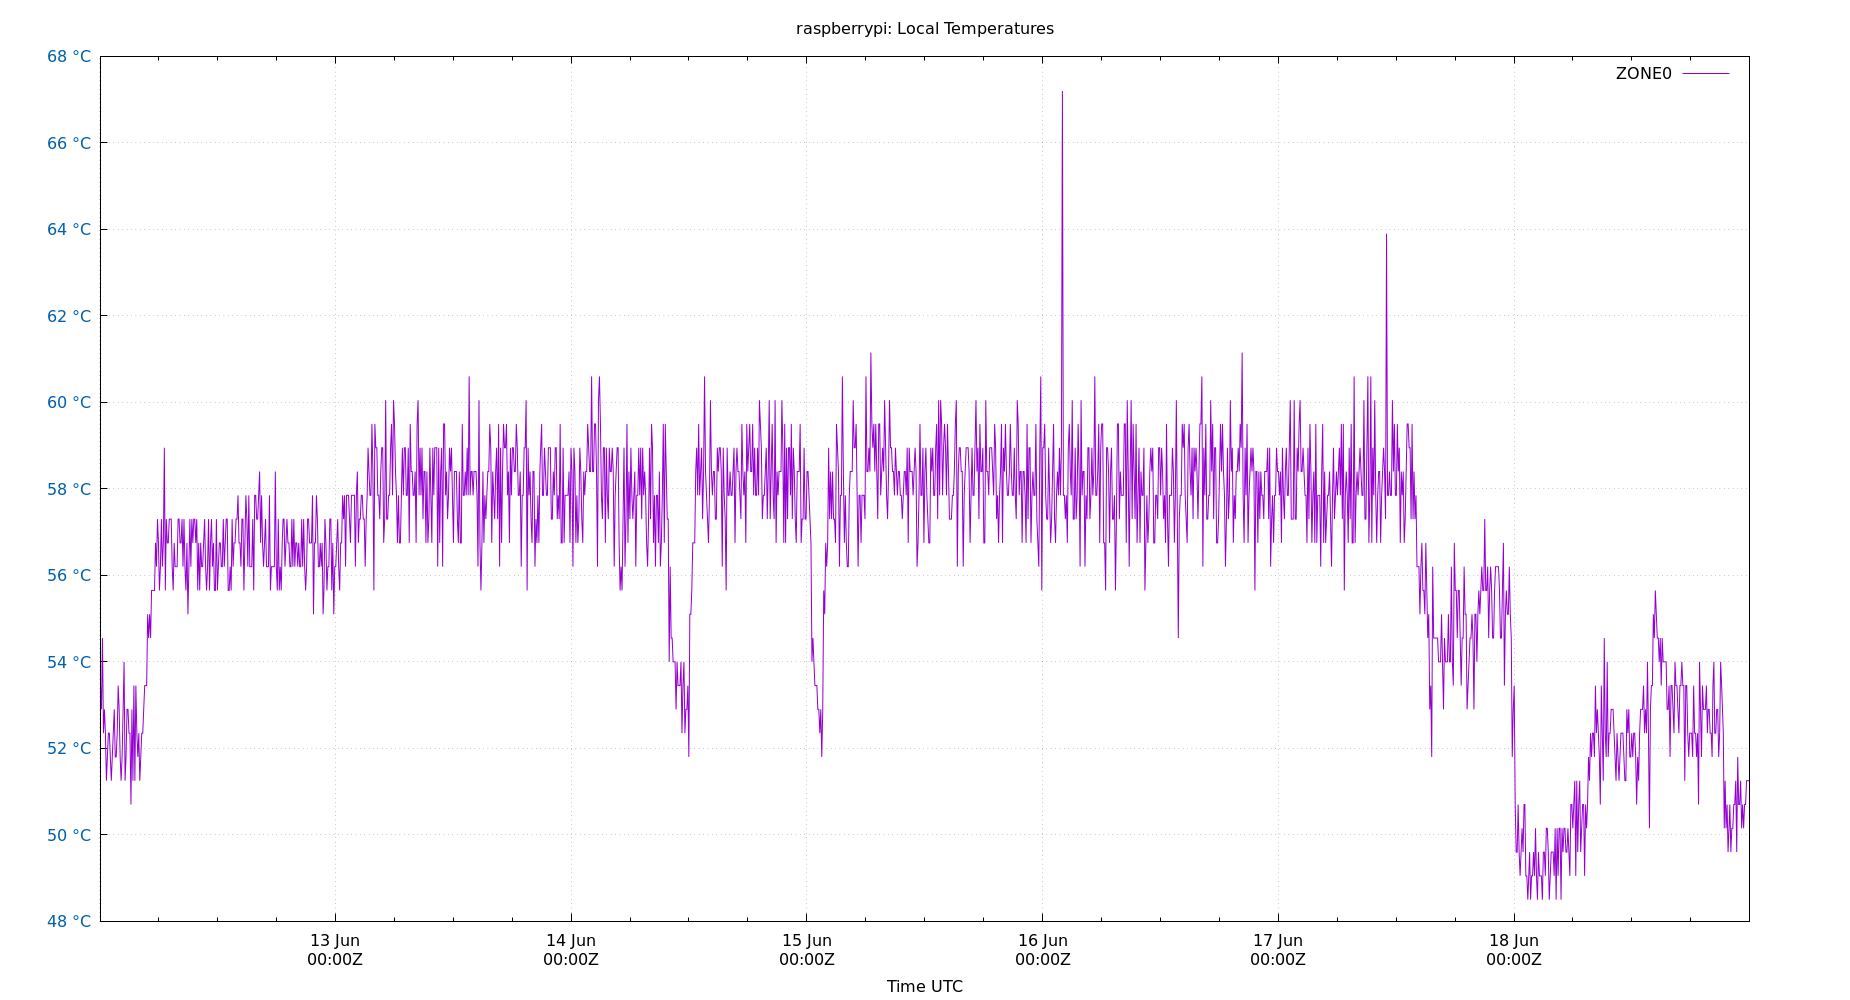 raspberrypi: Local Temperatures
ZONE0
68 °C
66 °C
64 °C
62 °C
60 °C
58 °C
56 °C
54 °C
52 °C
50 °C
48 °C
13 Jun 14 Jun 15 Jun 16 Jun 17 Jun 18 Jun
00:00Z 00:00Z 00:00Z 00:00Z 00:00Z 00:00Z
Time UTC